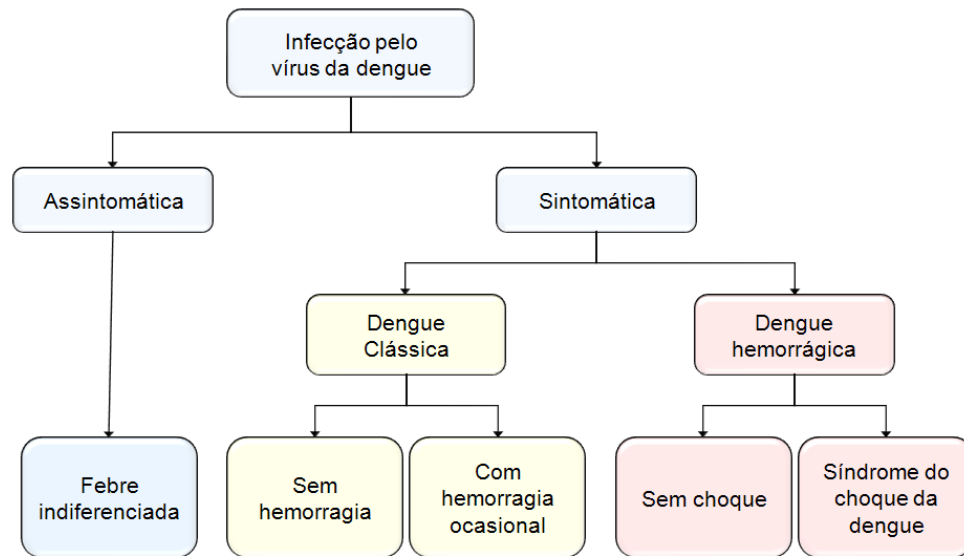 Infecção pelo
vírus da dengue
Assintomática
Sintomática
Dengue
Clássica
Dengue
hemorrágica
Febre
indiferenciada
Sem
hemorragia
Com
hemorragia
ocasional
Sem choque
Síndrome do
choque da
dengue